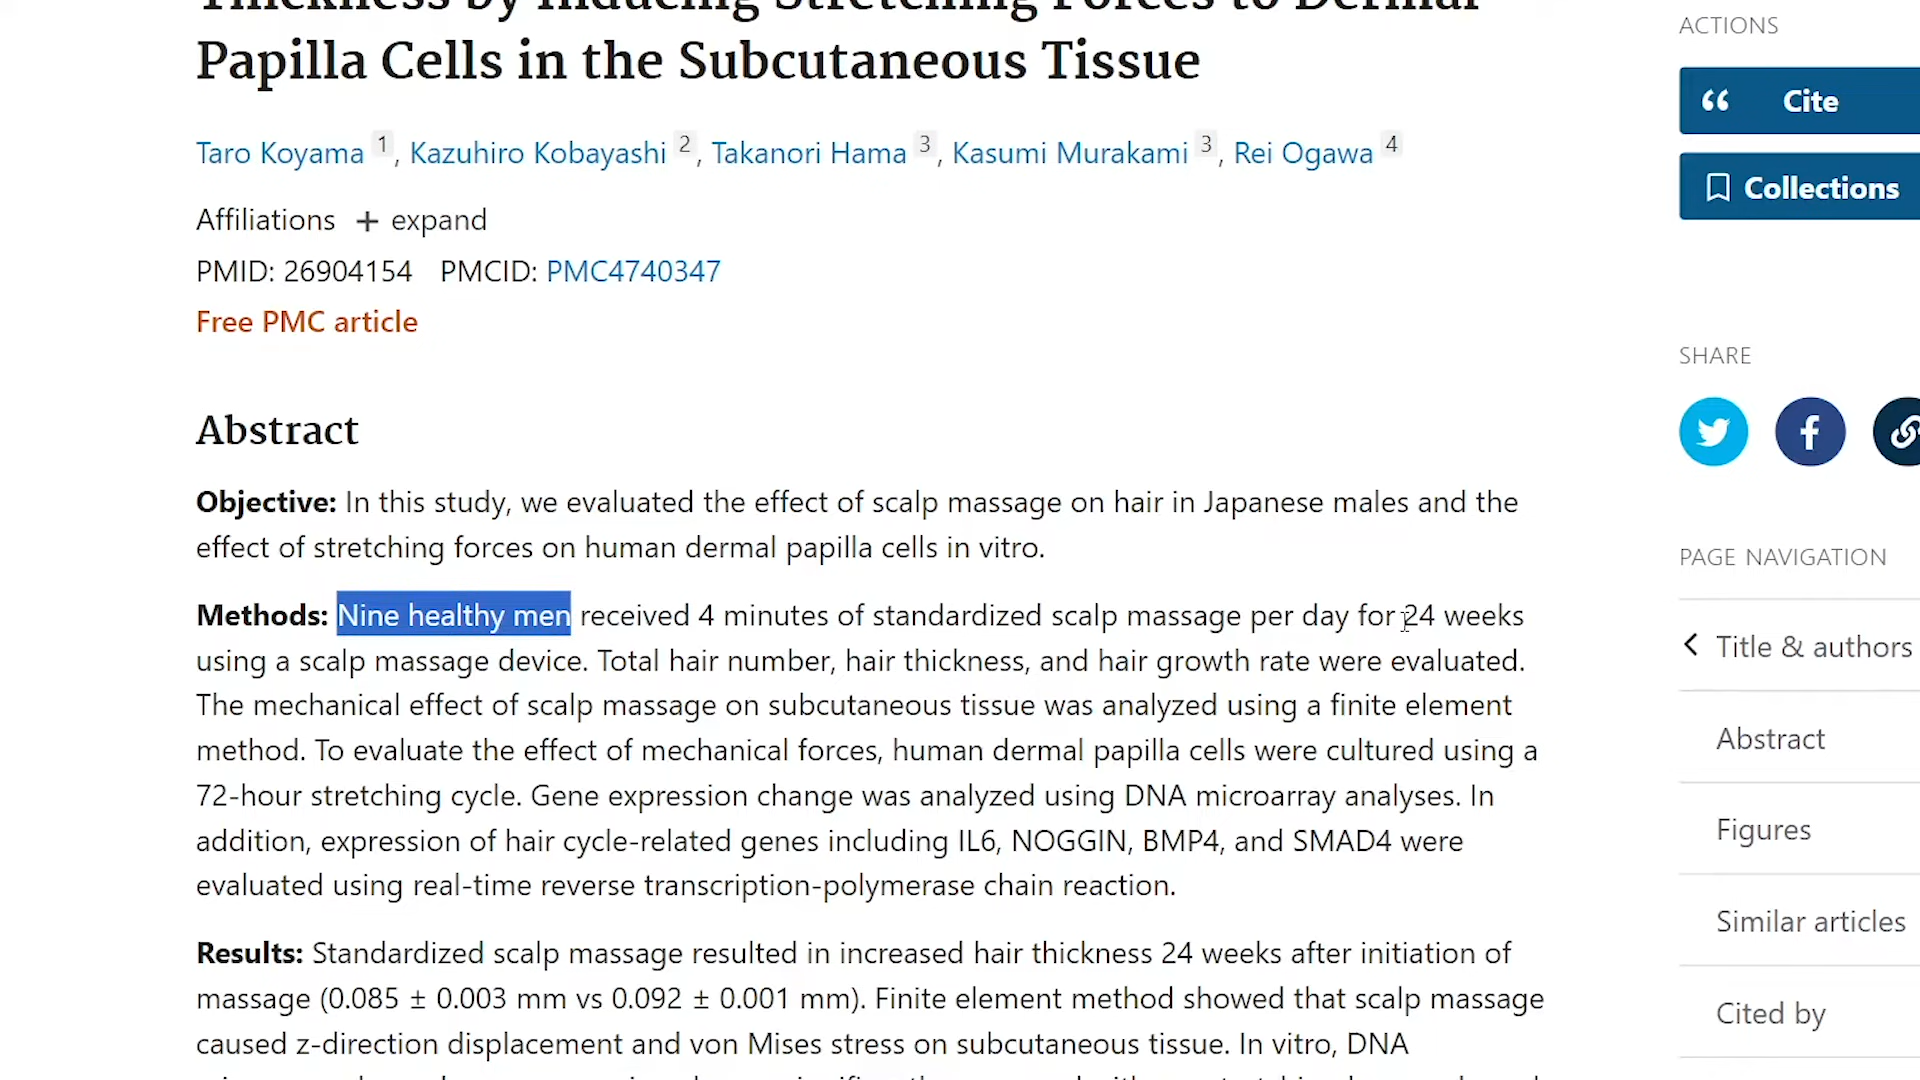 Thickness by Inducing Stretching Forces to Dermal
Papilla Cells in the Subcutaneous Tissue
Taro Koyama 1, Kazuhiro Kobayashi 2, Takanori Hama 3, Kasumi Murakami 3, Rei Ogawa 4
Affiliations + expand
PMID: 26904154 PMCID: PMC4740347
Free PMC article
Abstract
Objective: In this study, we evaluated the effect of scalp massage on hair in Japanese males and the
effect of stretching forces on human dermal papilla cells in vitro.
Methods: Nine healthy men received 4 minutes of standardized scalp massage per day for 24 weeks
using a scalp massage device. Total hair number, hair thickness, and hair growth rate were evaluated.
The mechanical effect of scalp massage on subcutaneous tissue was analyzed using a finite element
method. To evaluate the effect of mechanical forces, human dermal papilla cells were cultured using a
72-hour stretching cycle. Gene expression change was analyzed using DNA microarray analyses. In
addition, expression of hair cycle-related genes including IL6, NOGGIN, BMP4, and SMAD4 were
evaluated using real-time reverse transcription-polymerase chain reaction.
Results: Standardized scalp massage resulted in increased hair thickness 24 weeks after initiation of
massage (0.085 ± 0.003 mm vs 0.092 ± 0.001 mm). Finite element method showed that scalp massage
caused z-direction displacement and von Mises stress on subcutaneous tissue. In vitro, DNA
ACTIONS
Cite
Collections
SHARE
PAGE NAVIGATION
Title & authors
Abstract
Figures
Similar articles
Cited by